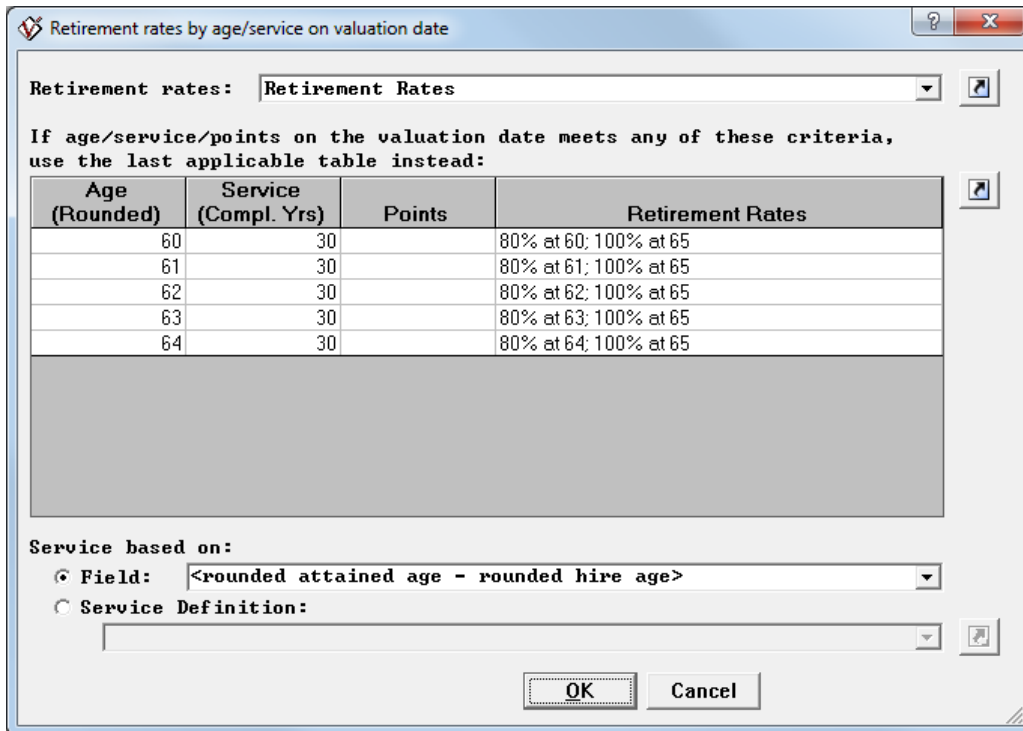 Retirement rates by age/service on valuation date
Retirement rates: Retirement Rates
If age/service/points on the valuation date meets any of these criteria,
use the last applicable table instead:
Age (Rounded) Service (Compl. Yrs) Points Retirement Rates
60 30 80% at 60; 100% at 65
61 30 80% at 61; 100% at 65
62 30 80% at 62; 100% at 65
63 30 80% at 63; 100% at 65
64 30 80% at 64; 100% at 65
Service based on:
Field: <rounded attained age - rounded hire age>
Service Definition:
OK Cancel